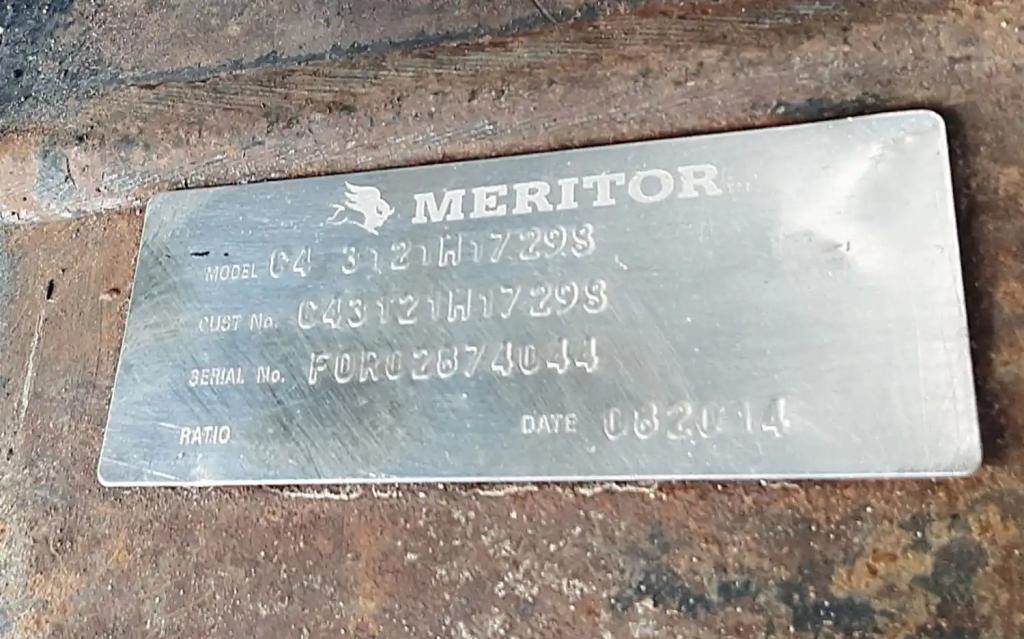 MERITOR
MODEL C4 3121H17298
CUST No. C43121H17298
SERIAL No. FOR02874044
RATIO DATE 082014